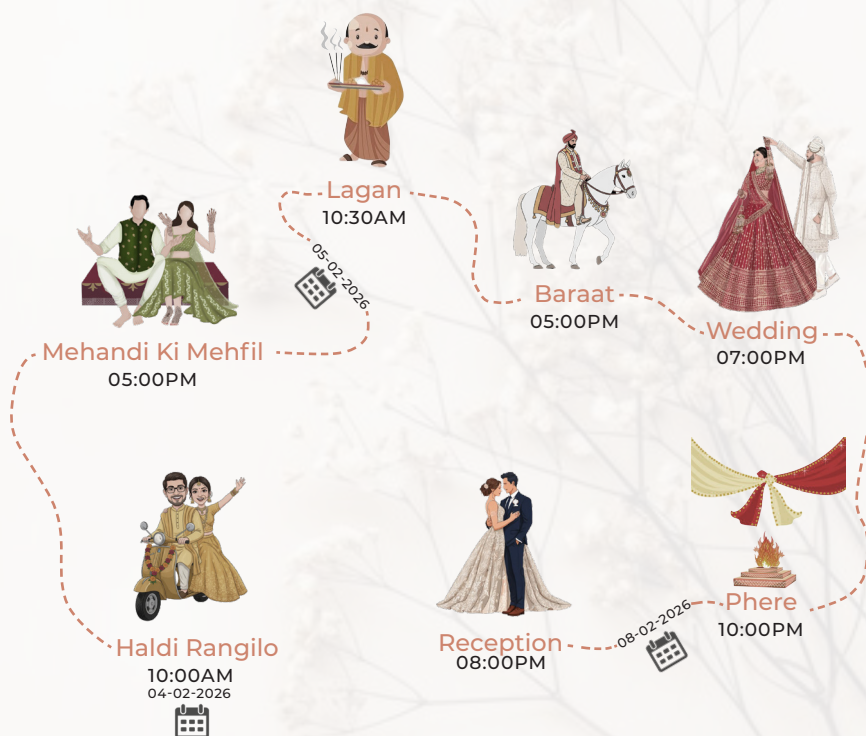 Lagan
10:30AM
05-02-2026
Baraat
05:00PM
Wedding
07:00PM
Mehandi Ki Mehfil
05:00PM
Haldi Rangilo
10:00AM
04-02-2026
Reception
08:00PM
08-02-2026
Phere
10:00PM